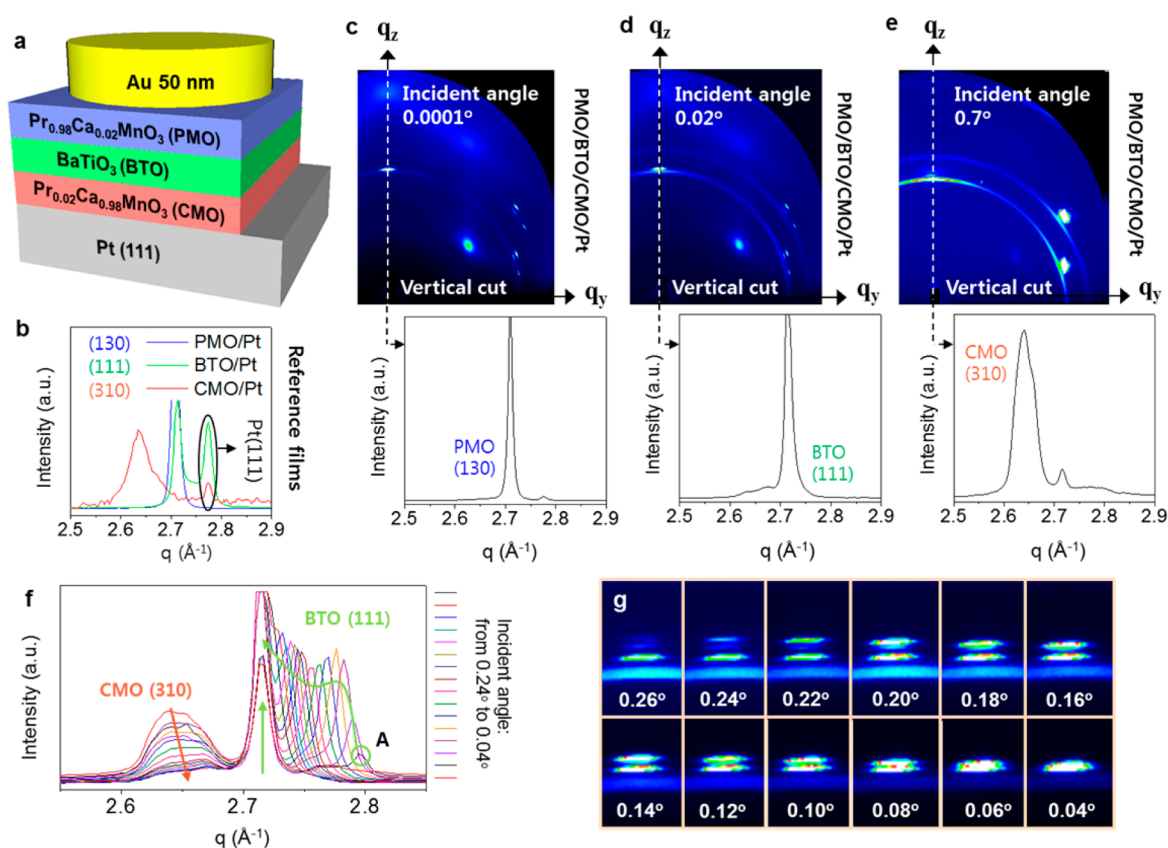 a
Au 50 nm
Pr0.98Ca0.02MnO3 (PMO)
BaTiO3 (BTO)
Pr0.02Ca0.98MnO3 (CMO)
Pt (111)
b
(130) PMO/Pt
(111) BTO/Pt
(310) CMO/Pt
Pt(111)
Reference films
Intensity (a.u.)
2.5 2.6 2.7 2.8 2.9
q (Å-1)
c
qz
Incident angle
0.0001°
Vertical cut
qy
PMO/BTO/CMO/Pt
Intensity (a.u.)
PMO
(130)
2.5 2.6 2.7 2.8 2.9
q (Å-1)
d
qz
Incident angle
0.02°
Vertical cut
qy
PMO/BTO/CMO/Pt
Intensity (a.u.)
BTO
(111)
2.5 2.6 2.7 2.8 2.9
q (Å-1)
e
qz
Incident angle
0.7°
Vertical cut
qy
PMO/BTO/CMO/Pt
Intensity (a.u.)
CMO
(310)
2.5 2.6 2.7 2.8 2.9
q (Å-1)
f
BTO (111)
CMO (310)
A
Intensity (a.u.)
2.6 2.7 2.8
q (Å-1)
Incident angle:
from 0.24° to 0.04°
g
0.26° 0.24° 0.22° 0.20° 0.18° 0.16°
0.14° 0.12° 0.10° 0.08° 0.06° 0.04°